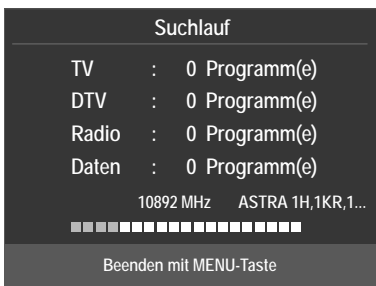 Suchlauf
TV : 0 Programm(e)
DTV : 0 Programm(e)
Radio : 0 Programm(e)
Daten : 0 Programm(e)
10892 MHz ASTRA 1H,1KR,1...
Beenden mit MENU-Taste